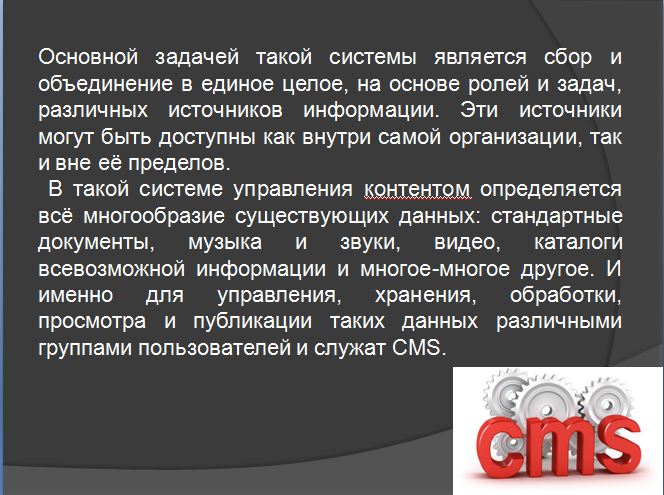 Основной задачей такой системы является сбор и
объединение в единое целое, на основе ролей и задач,
различных источников информации. Эти источники
могут быть доступны как внутри самой организации, так
и вне её пределов.
В такой системе управления контентом определяется
всё многообразие существующих данных: стандартные
документы, музыка и звуки, видео, каталоги
всевозможной информации и многое-многое другое. И
именно для управления, хранения, обработки,
просмотра и публикации таких данных различными
группами пользователей и служат CMS.
cms